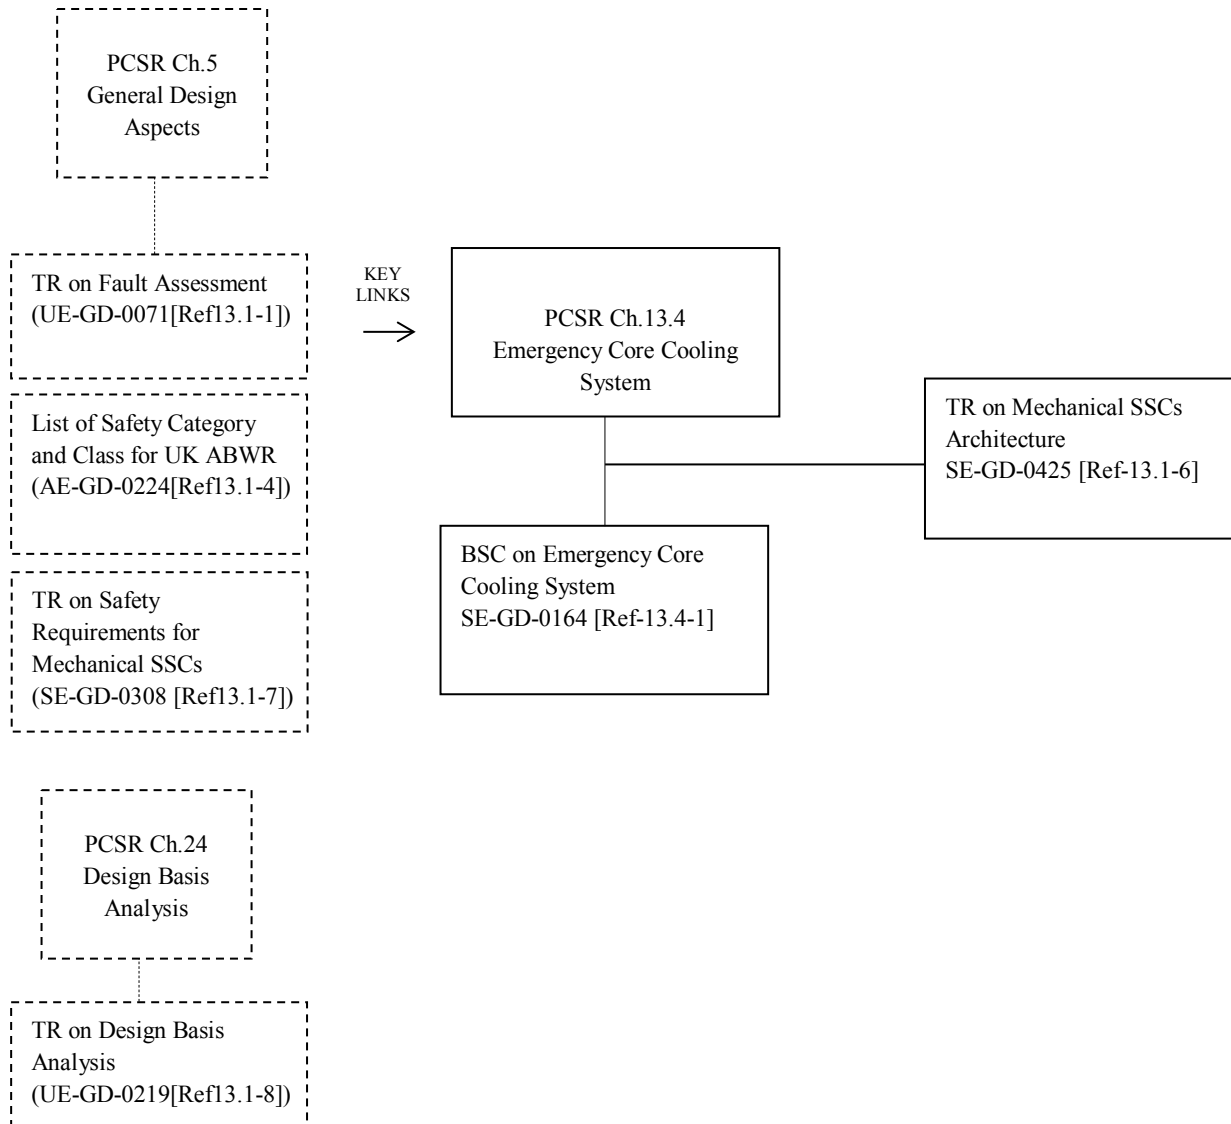 PCSR Ch.5
General Design
Aspects
TR on Fault Assessment
(UE-GD-0071[Ref13.1-1])
List of Safety Category
and Class for UK ABWR
(AE-GD-0224[Ref13.1-4])
TR on Safety
Requirements for
Mechanical SSCs
(SE-GD-0308 [Ref13.1-7])
PCSR Ch.24
Design Basis
Analysis
TR on Design Basis
Analysis
(UE-GD-0219[Ref13.1-8])
KEY
LINKS
PCSR Ch.13.4
Emergency Core Cooling
System
BSC on Emergency Core
Cooling System
SE-GD-0164 [Ref-13.4-1]
TR on Mechanical SSCs
Architecture
SE-GD-0425 [Ref-13.1-6]